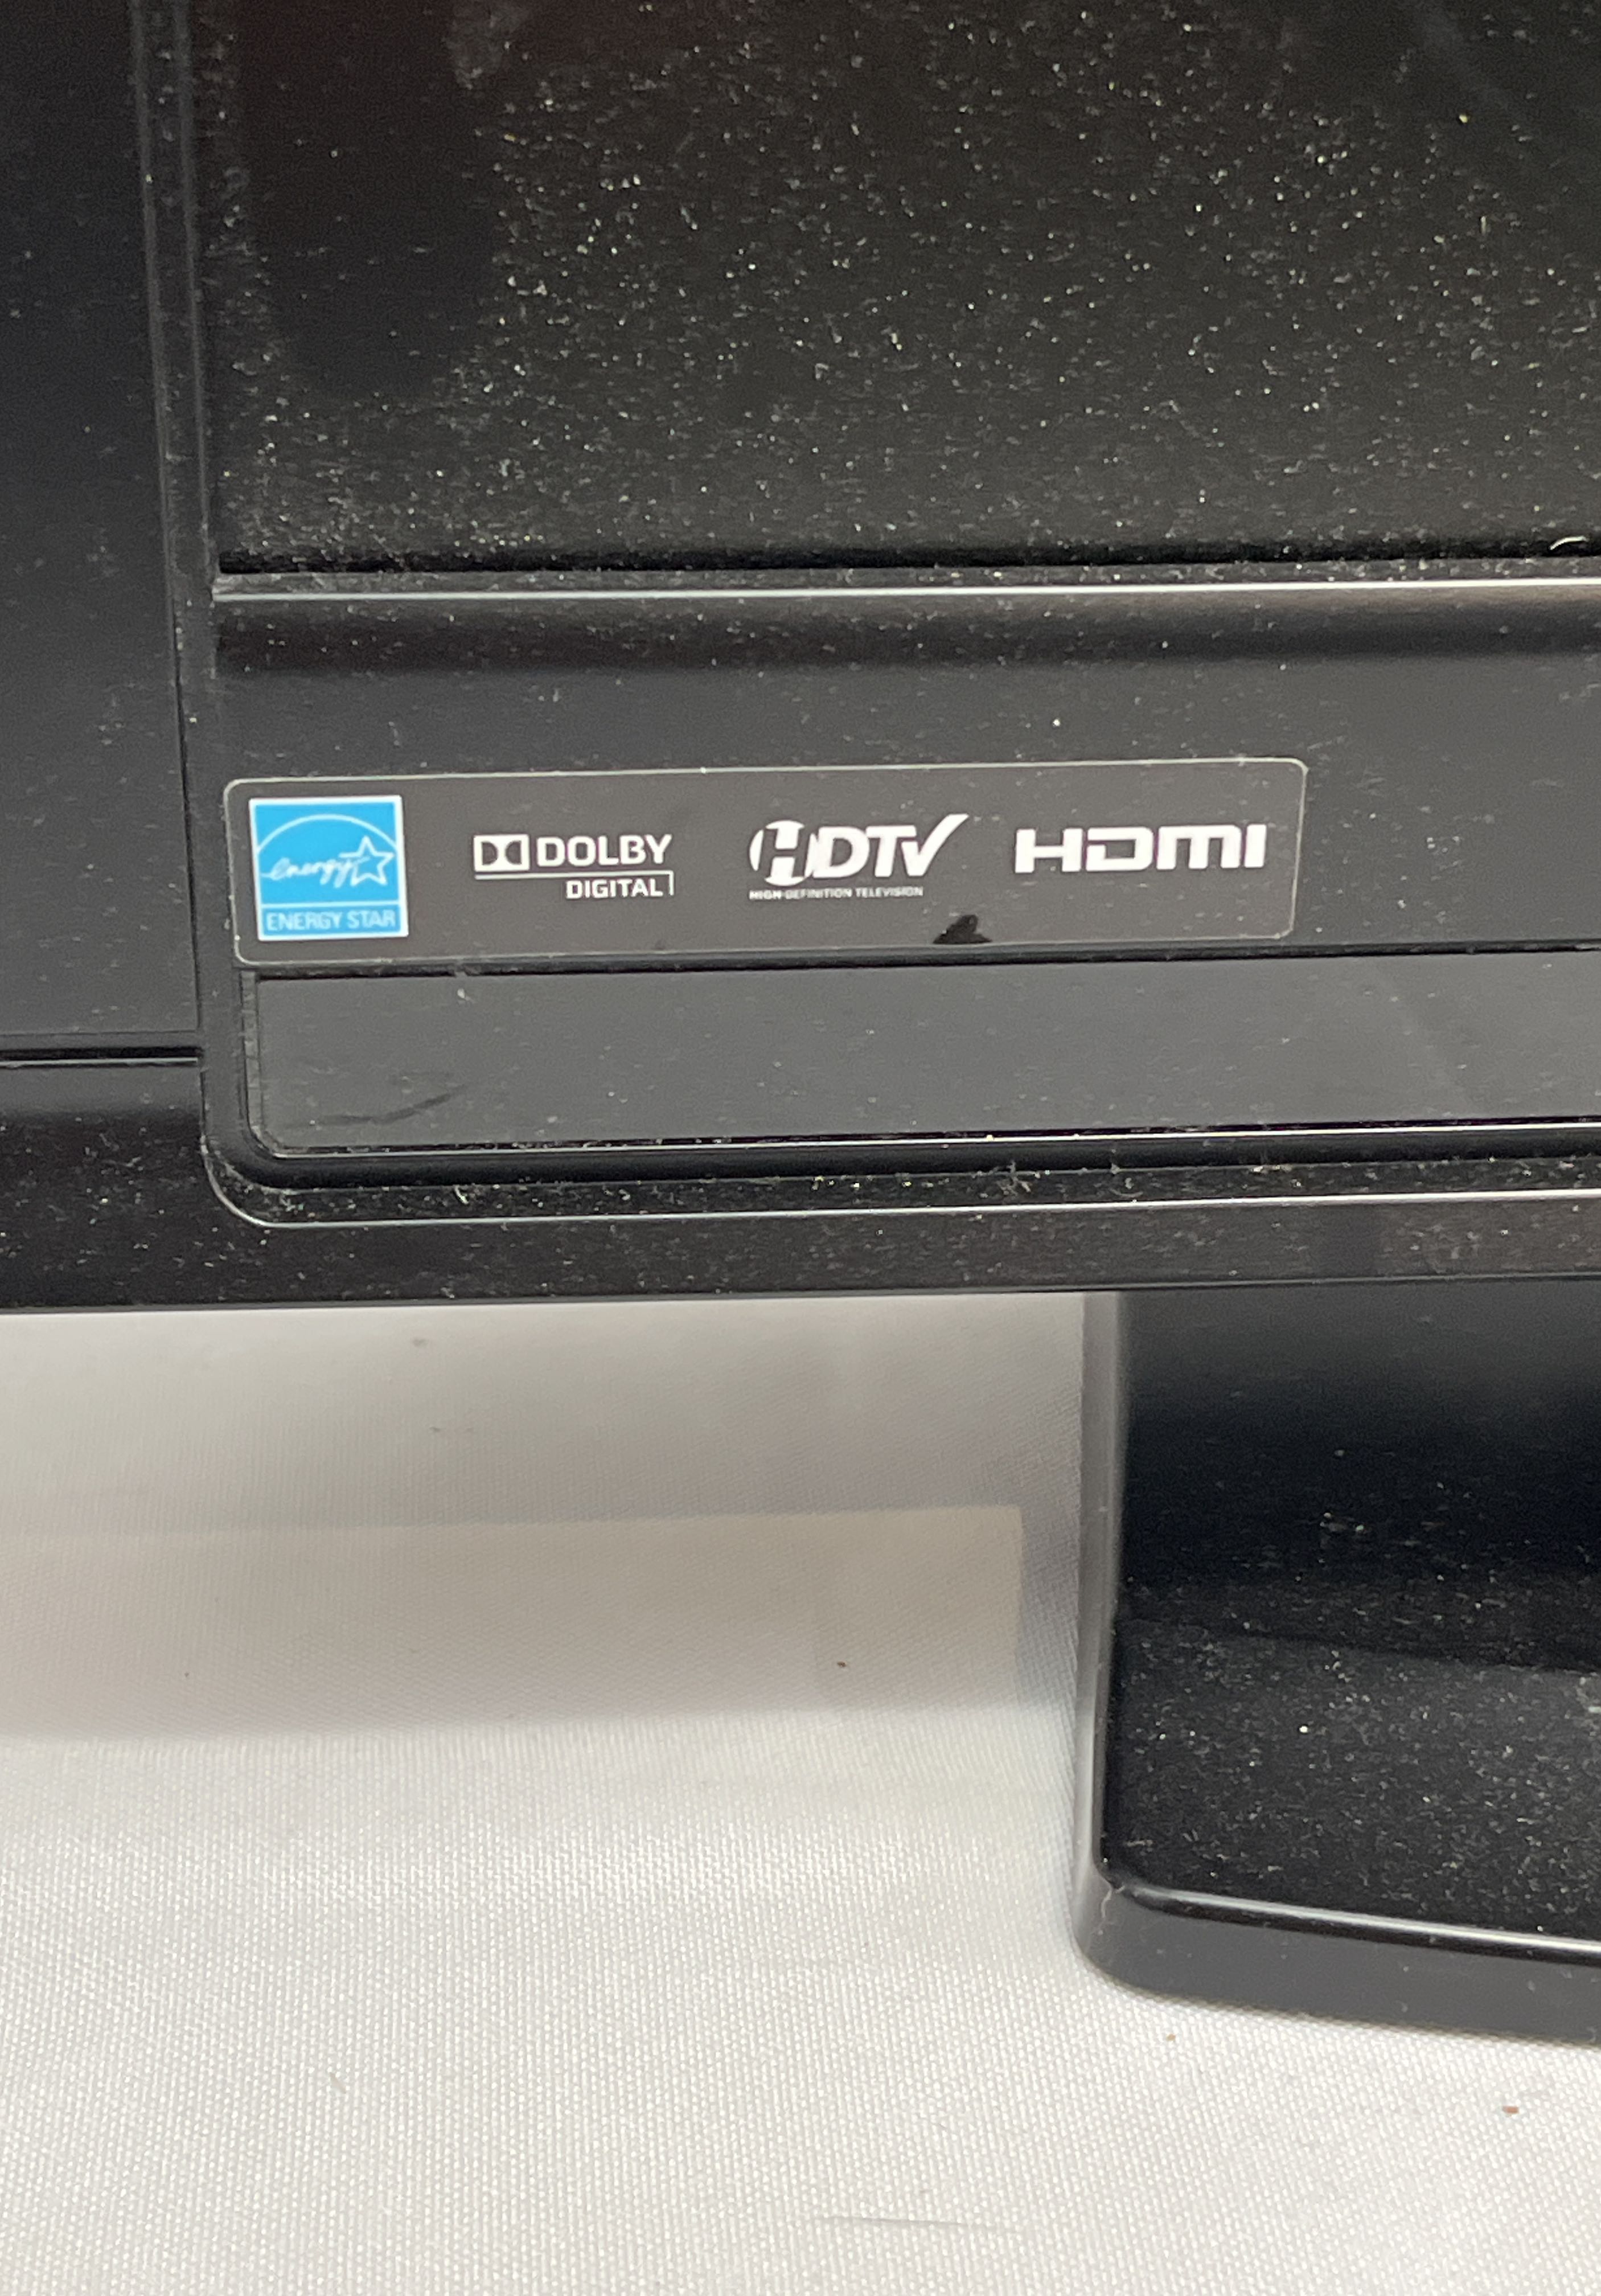 energy
ENERGY STAR
DOLBY
DIGITAL
HDTV
HIGH-DEFINITION TELEVISION
HDMI